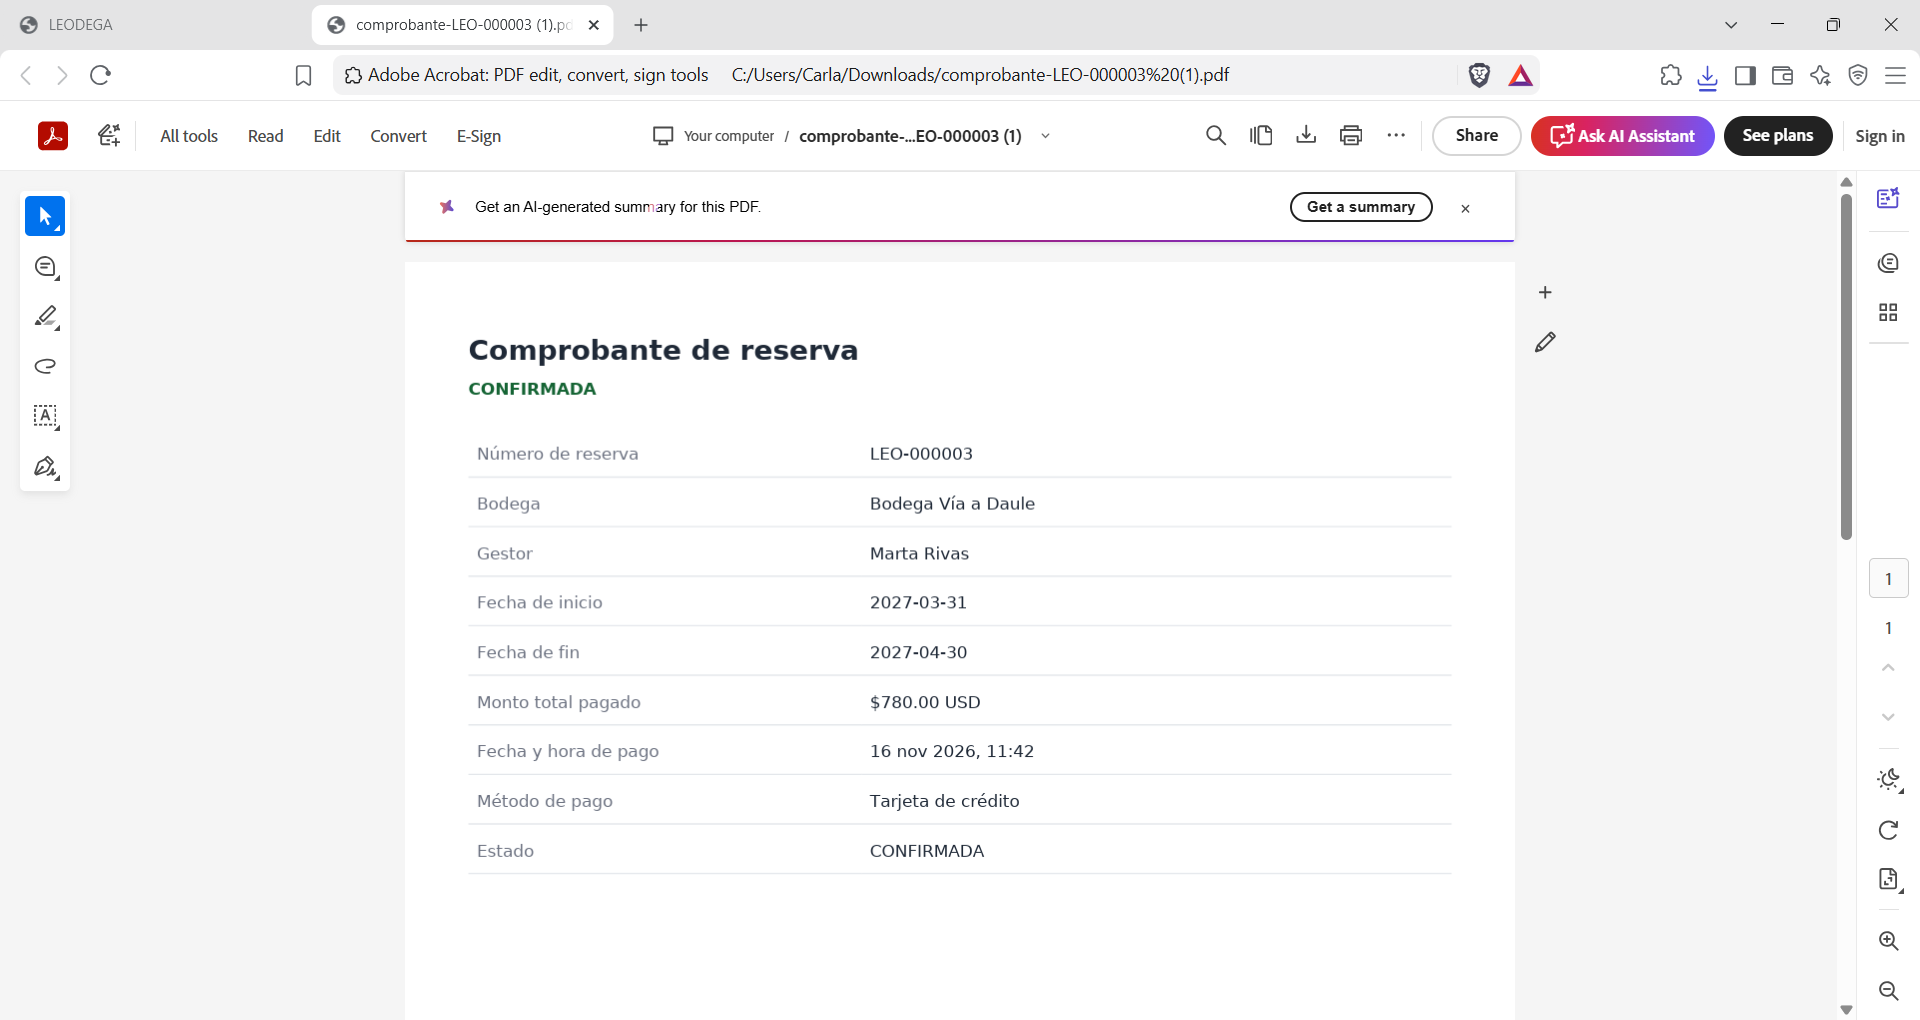 LEODEGA
comprobante-LEO-000003 (1).pd
Adobe Acrobat: PDF edit, convert, sign tools C:/Users/Carla/Downloads/comprobante-LEO-000003%20(1).pdf
All tools Read Edit Convert E-Sign Your computer / comprobante-...EO-000003 (1) Share Ask AI Assistant See plans Sign in
Get an AI-generated summary for this PDF. Get a summary
Comprobante de reserva
CONFIRMADA
Número de reserva LEO-000003
Bodega Bodega Vía a Daule
Gestor Marta Rivas
Fecha de inicio 2027-03-31
Fecha de fin 2027-04-30
Monto total pagado $780.00 USD
Fecha y hora de pago 16 nov 2026, 11:42
Método de pago Tarjeta de crédito
Estado CONFIRMADA
1
1